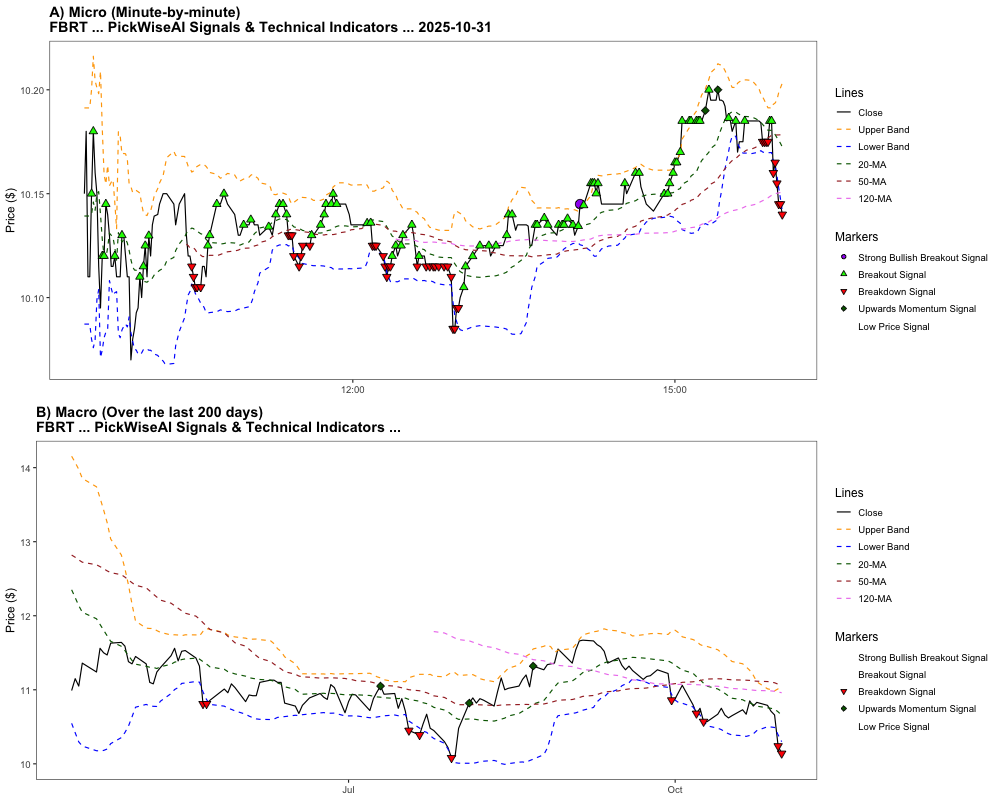 A) Micro (Minute-by-minute)
FBRT ... PickWiseAI Signals & Technical Indicators ... 2025-10-31
Price ($)
10.20
10.15
10.10
12:00
15:00
Lines
Close
Upper Band
Lower Band
20-MA
50-MA
120-MA
Markers
Strong Bullish Breakout Signal
Breakout Signal
Breakdown Signal
Upwards Momentum Signal
Low Price Signal
B) Macro (Over the last 200 days)
FBRT ... PickWiseAI Signals & Technical Indicators ...
Price ($)
14
13
12
11
10
Jul
Oct
Lines
Close
Upper Band
Lower Band
20-MA
50-MA
120-MA
Markers
Strong Bullish Breakout Signal
Breakout Signal
Breakdown Signal
Upwards Momentum Signal
Low Price Signal